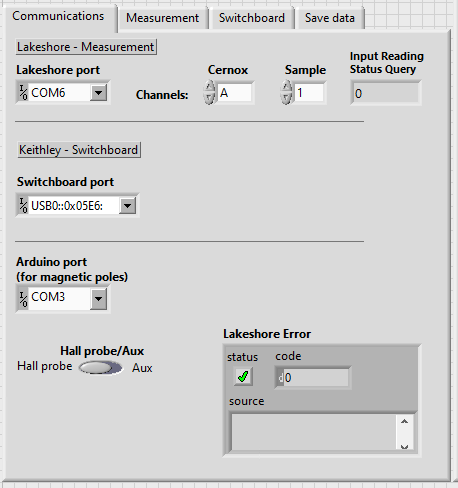 Communications Measurement Switchboard Save data
Lakeshore - Measurement
Lakeshore port
I/O COM6
Channels:
Cernox
A
Sample
1
Input Reading
Status Query
0
Keithley - Switchboard
Switchboard port
I/O USB0::0x05E6:
Arduino port
(for magnetic poles)
I/O COM3
Hall probe/Aux
Hall probe Aux
Lakeshore Error
status code
d 0
source